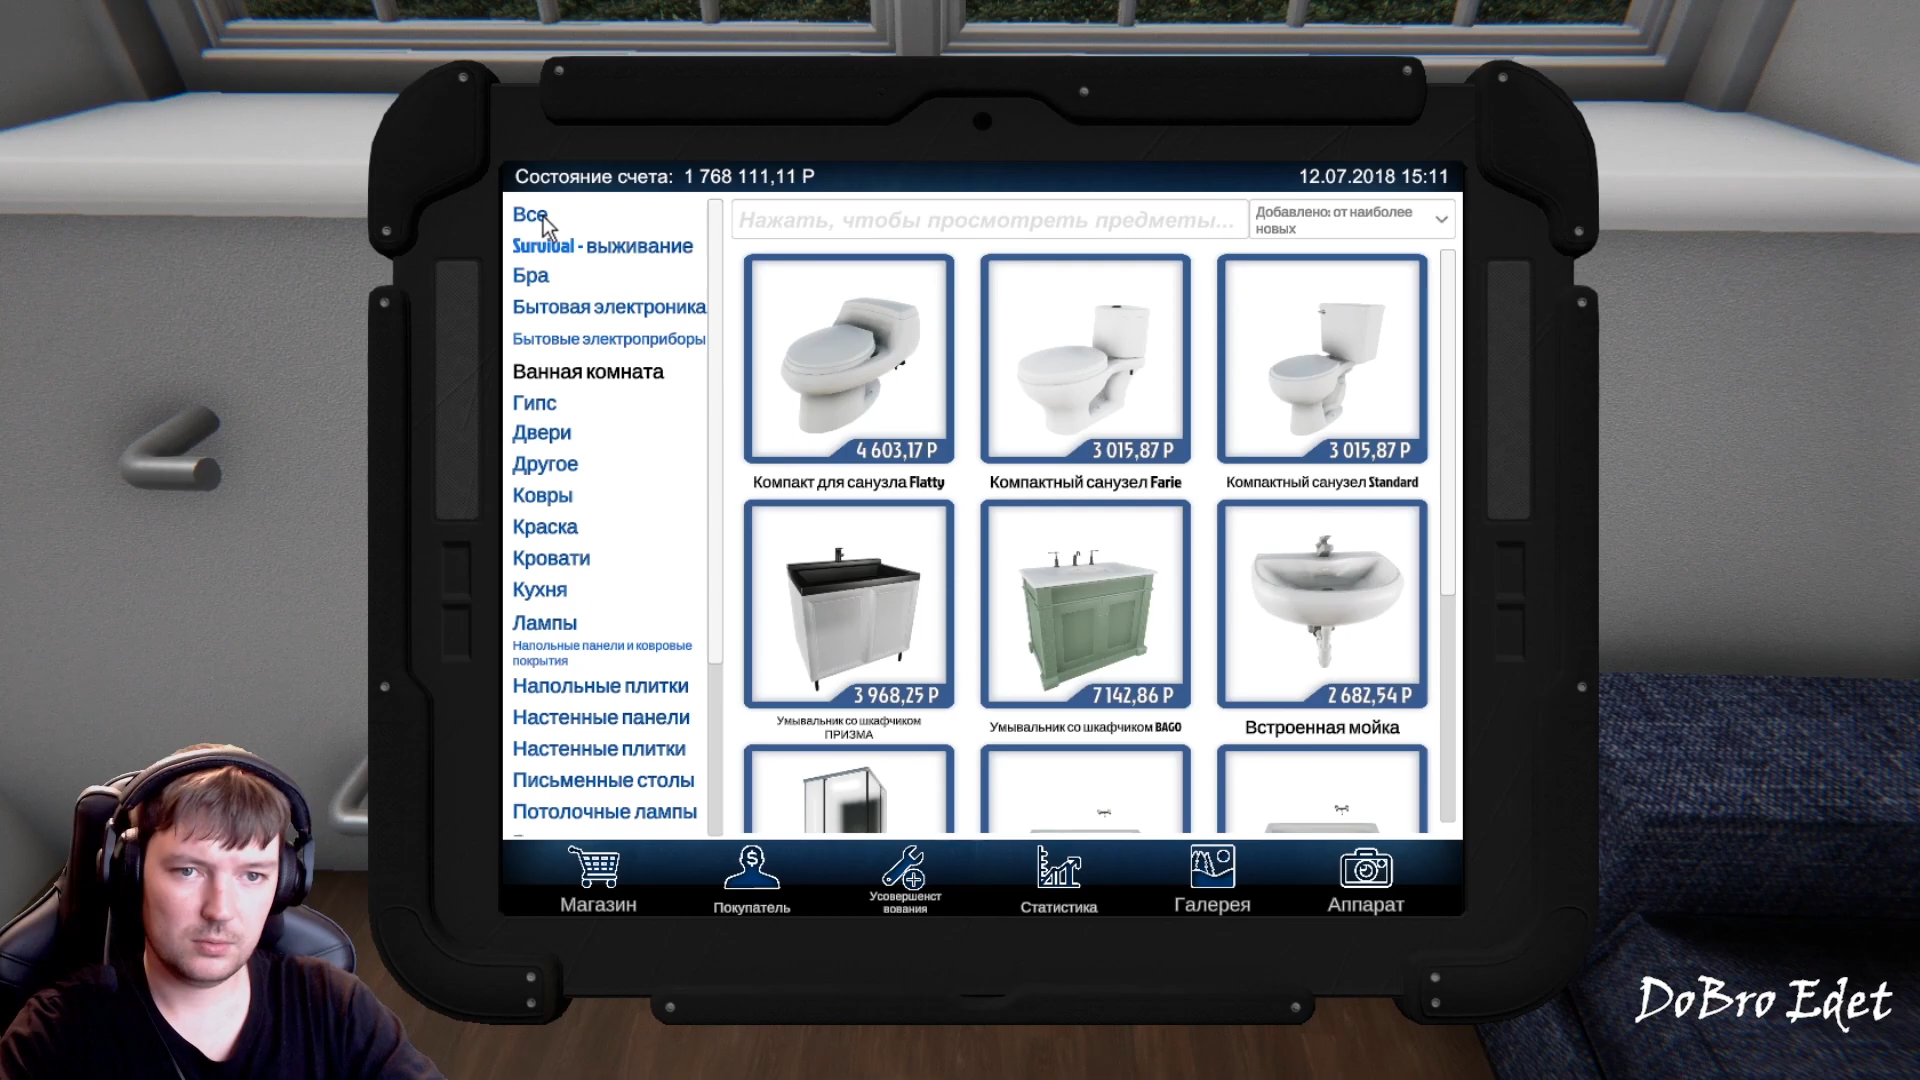 Состояние счета: 1 768 111,11 Р
12.07.2018 15:11
Все
Survival - выживание
Бра
Бытовая электроника
Бытовые электроприборы
Ванная комната
Гипс
Двери
Другое
Ковры
Краска
Кровати
Кухня
Лампы
Напольные панели и ковровые
покрытия
Напольные плитки
Настенные панели
Настенные плитки
Письменные столы
Потолочные лампы
Нажать, чтобы просмотреть предметы...
Добавлено: от наиболее
новых
4 603,17 Р
3 015,87 Р
3 015,87 Р
Компакт для санузла Flatty
Компактный санузел Farie
Компактный санузел Standard
3 968,25 Р
7 142,86 Р
2 682,54 Р
Умывальник со шкафчиком
ПРИЗМА
Умывальник со шкафчиком BAGO
Встроенная мойка
Магазин
Покупатель
Усовершенст
вования
Статистика
Галерея
Аппарат
DoBro Edet